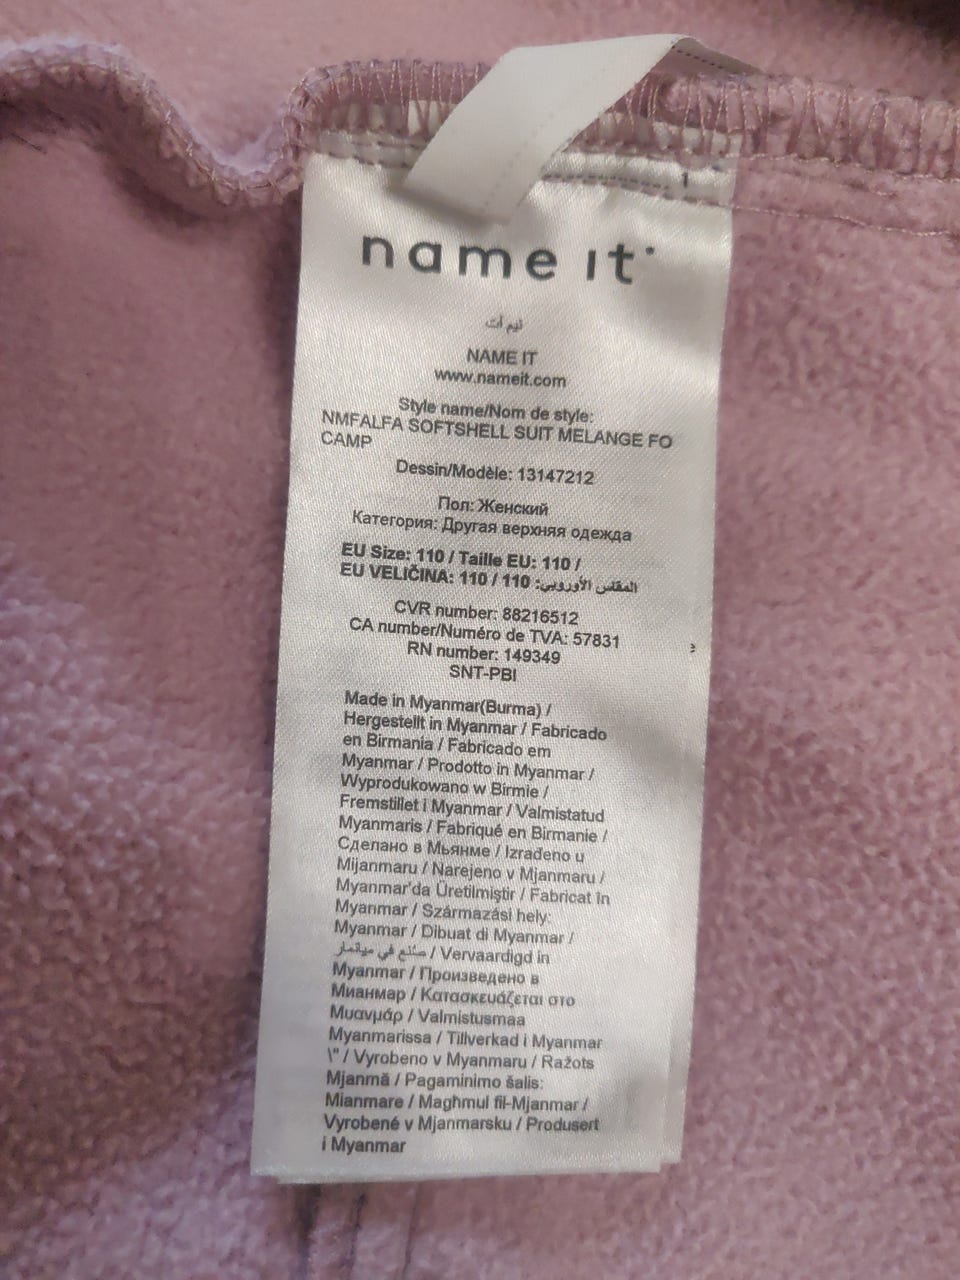 name it
نيم آت
NAME IT
www.nameit.com
Style name/Nom de style:
NMFALFA SOFTSHELL SUIT MELANGE FO
CAMP
Dessin/Modèle: 13147212
Пол: Женский
Категория: Другая верхняя одежда
EU Size: 110 / Taille EU: 110 /
EU VELIČINA: 110 / 110 :المقاس الأوروبي
CVR number: 88216512
CA number/Numéro de TVA: 57831
RN number: 149349
SNT-PBI
Made in Myanmar(Burma) /
Hergestellt in Myanmar / Fabricado
en Birmania / Fabricado em
Myanmar / Prodotto in Myanmar /
Wyprodukowano w Birmie /
Fremstillet i Myanmar / Valmistatud
Myanmaris / Fabriqué en Birmanie /
Сделано в Мьянме / Izrađeno u
Mijanmaru / Narejeno v Mjanmaru /
Myanmar'da Üretilmiştir / Fabricat în
Myanmar / Származási hely:
Myanmar / Dibuat di Myanmar /
صُنع في ميانمار / Vervaardigd in
Myanmar / Произведено в
Мианмар / Κατασκευάζεται στο
Μυανμάρ / Valmistusmaa
Myanmarissa / Tillverkad i Myanmar
\" / Vyrobeno v Myanmaru / Ražots
Mjanmā / Pagaminimo šalis:
Mianmare / Magħmul fil-Mjanmar /
Vyrobené v Mjanmarsku / Produsert
i Myanmar